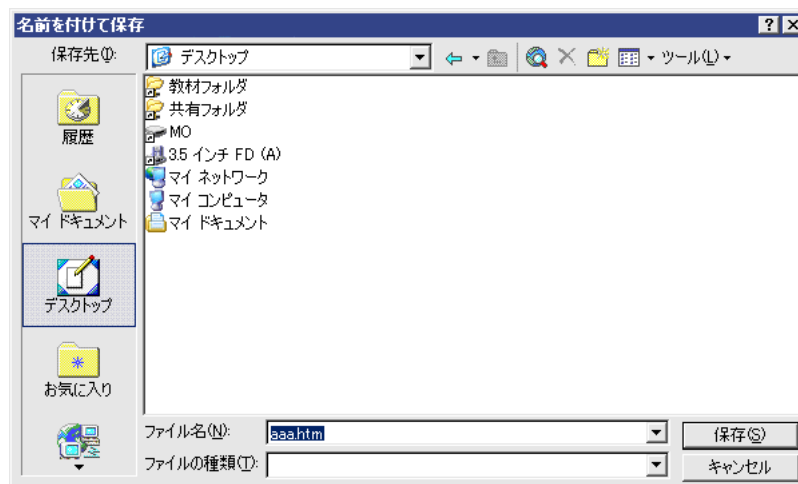 名前を付けて保存
保存先(I):
デスクトップ
ツール(L)
履歴
マイ ドキュメント
デスクトップ
お気に入り
教材フォルダ
共有フォルダ
MO
3.5 インチ FD (A)
マイ ネットワーク
マイ コンピュータ
マイ ドキュメント
ファイル名(N):
aaa.htm
保存(S)
ファイルの種類(T):
キャンセル